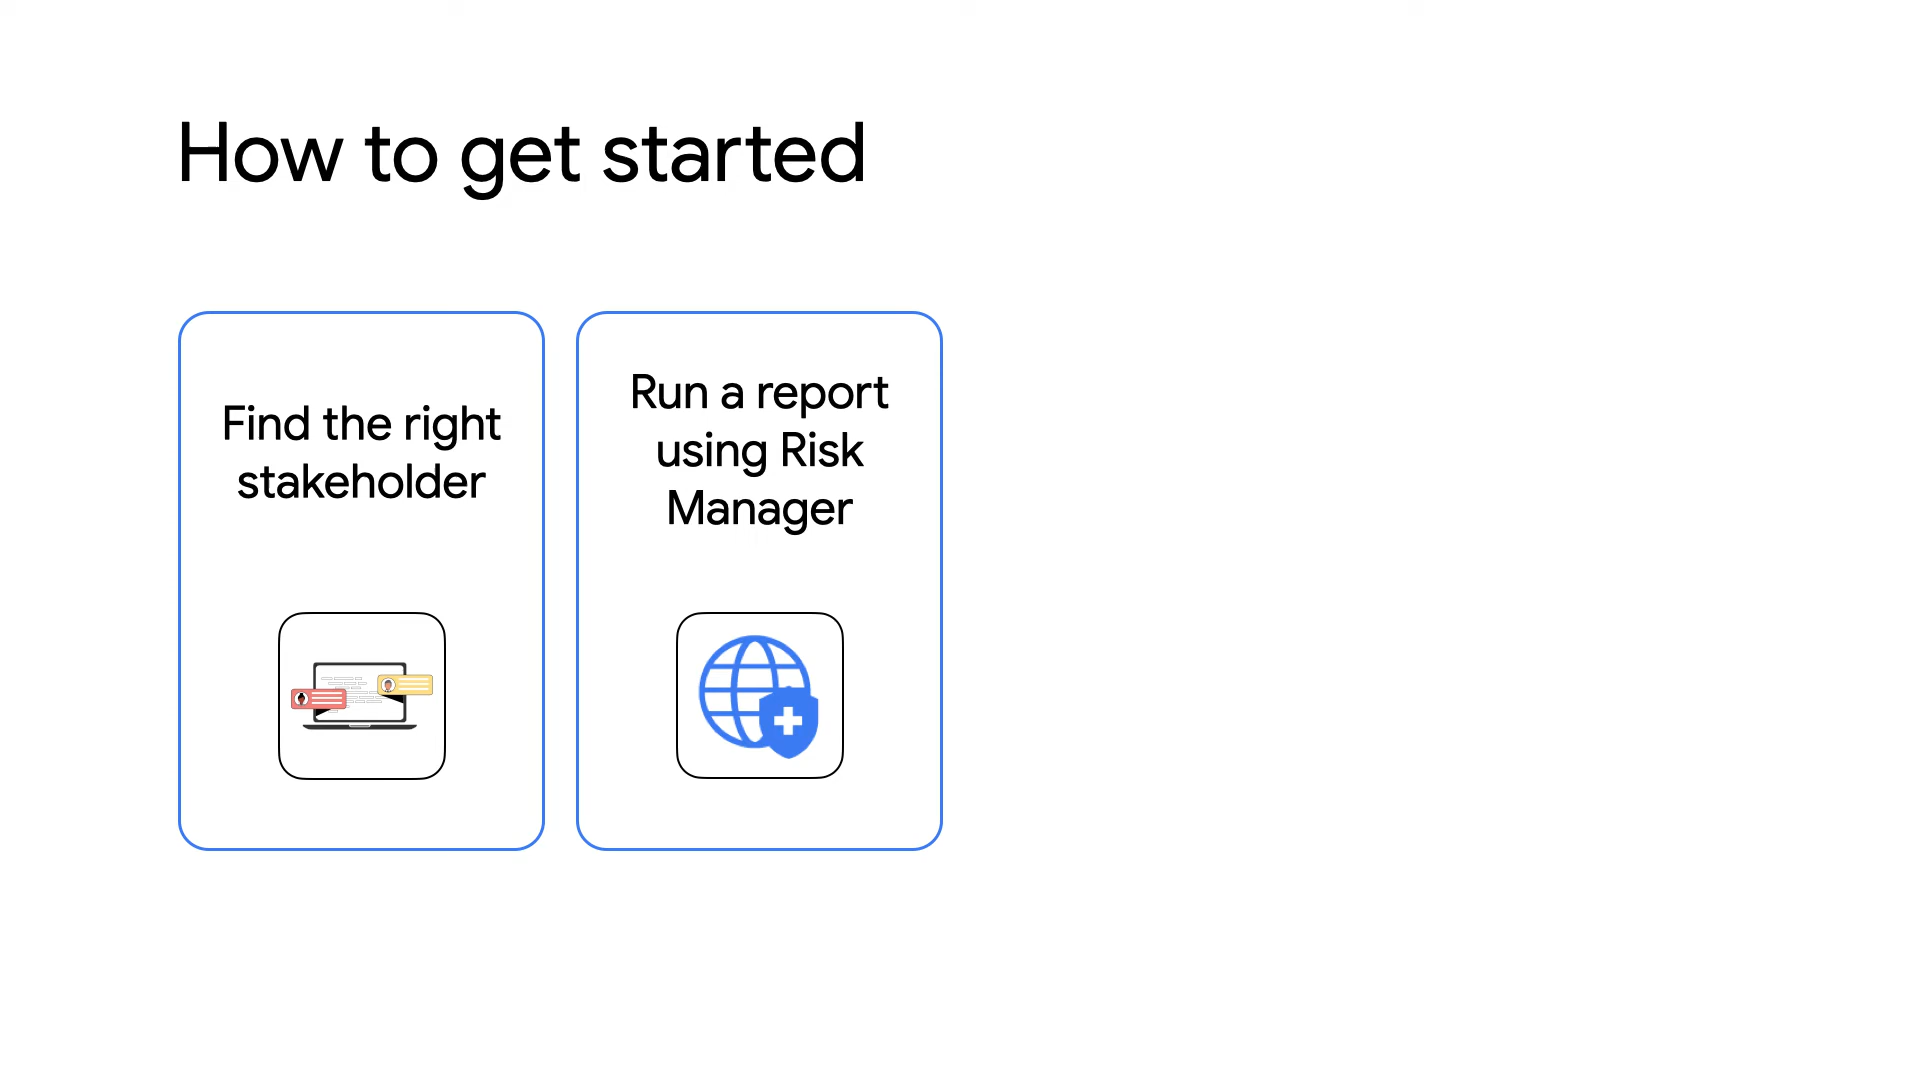 How to get started
Find the right
stakeholder
Run a report
using Risk
Manager